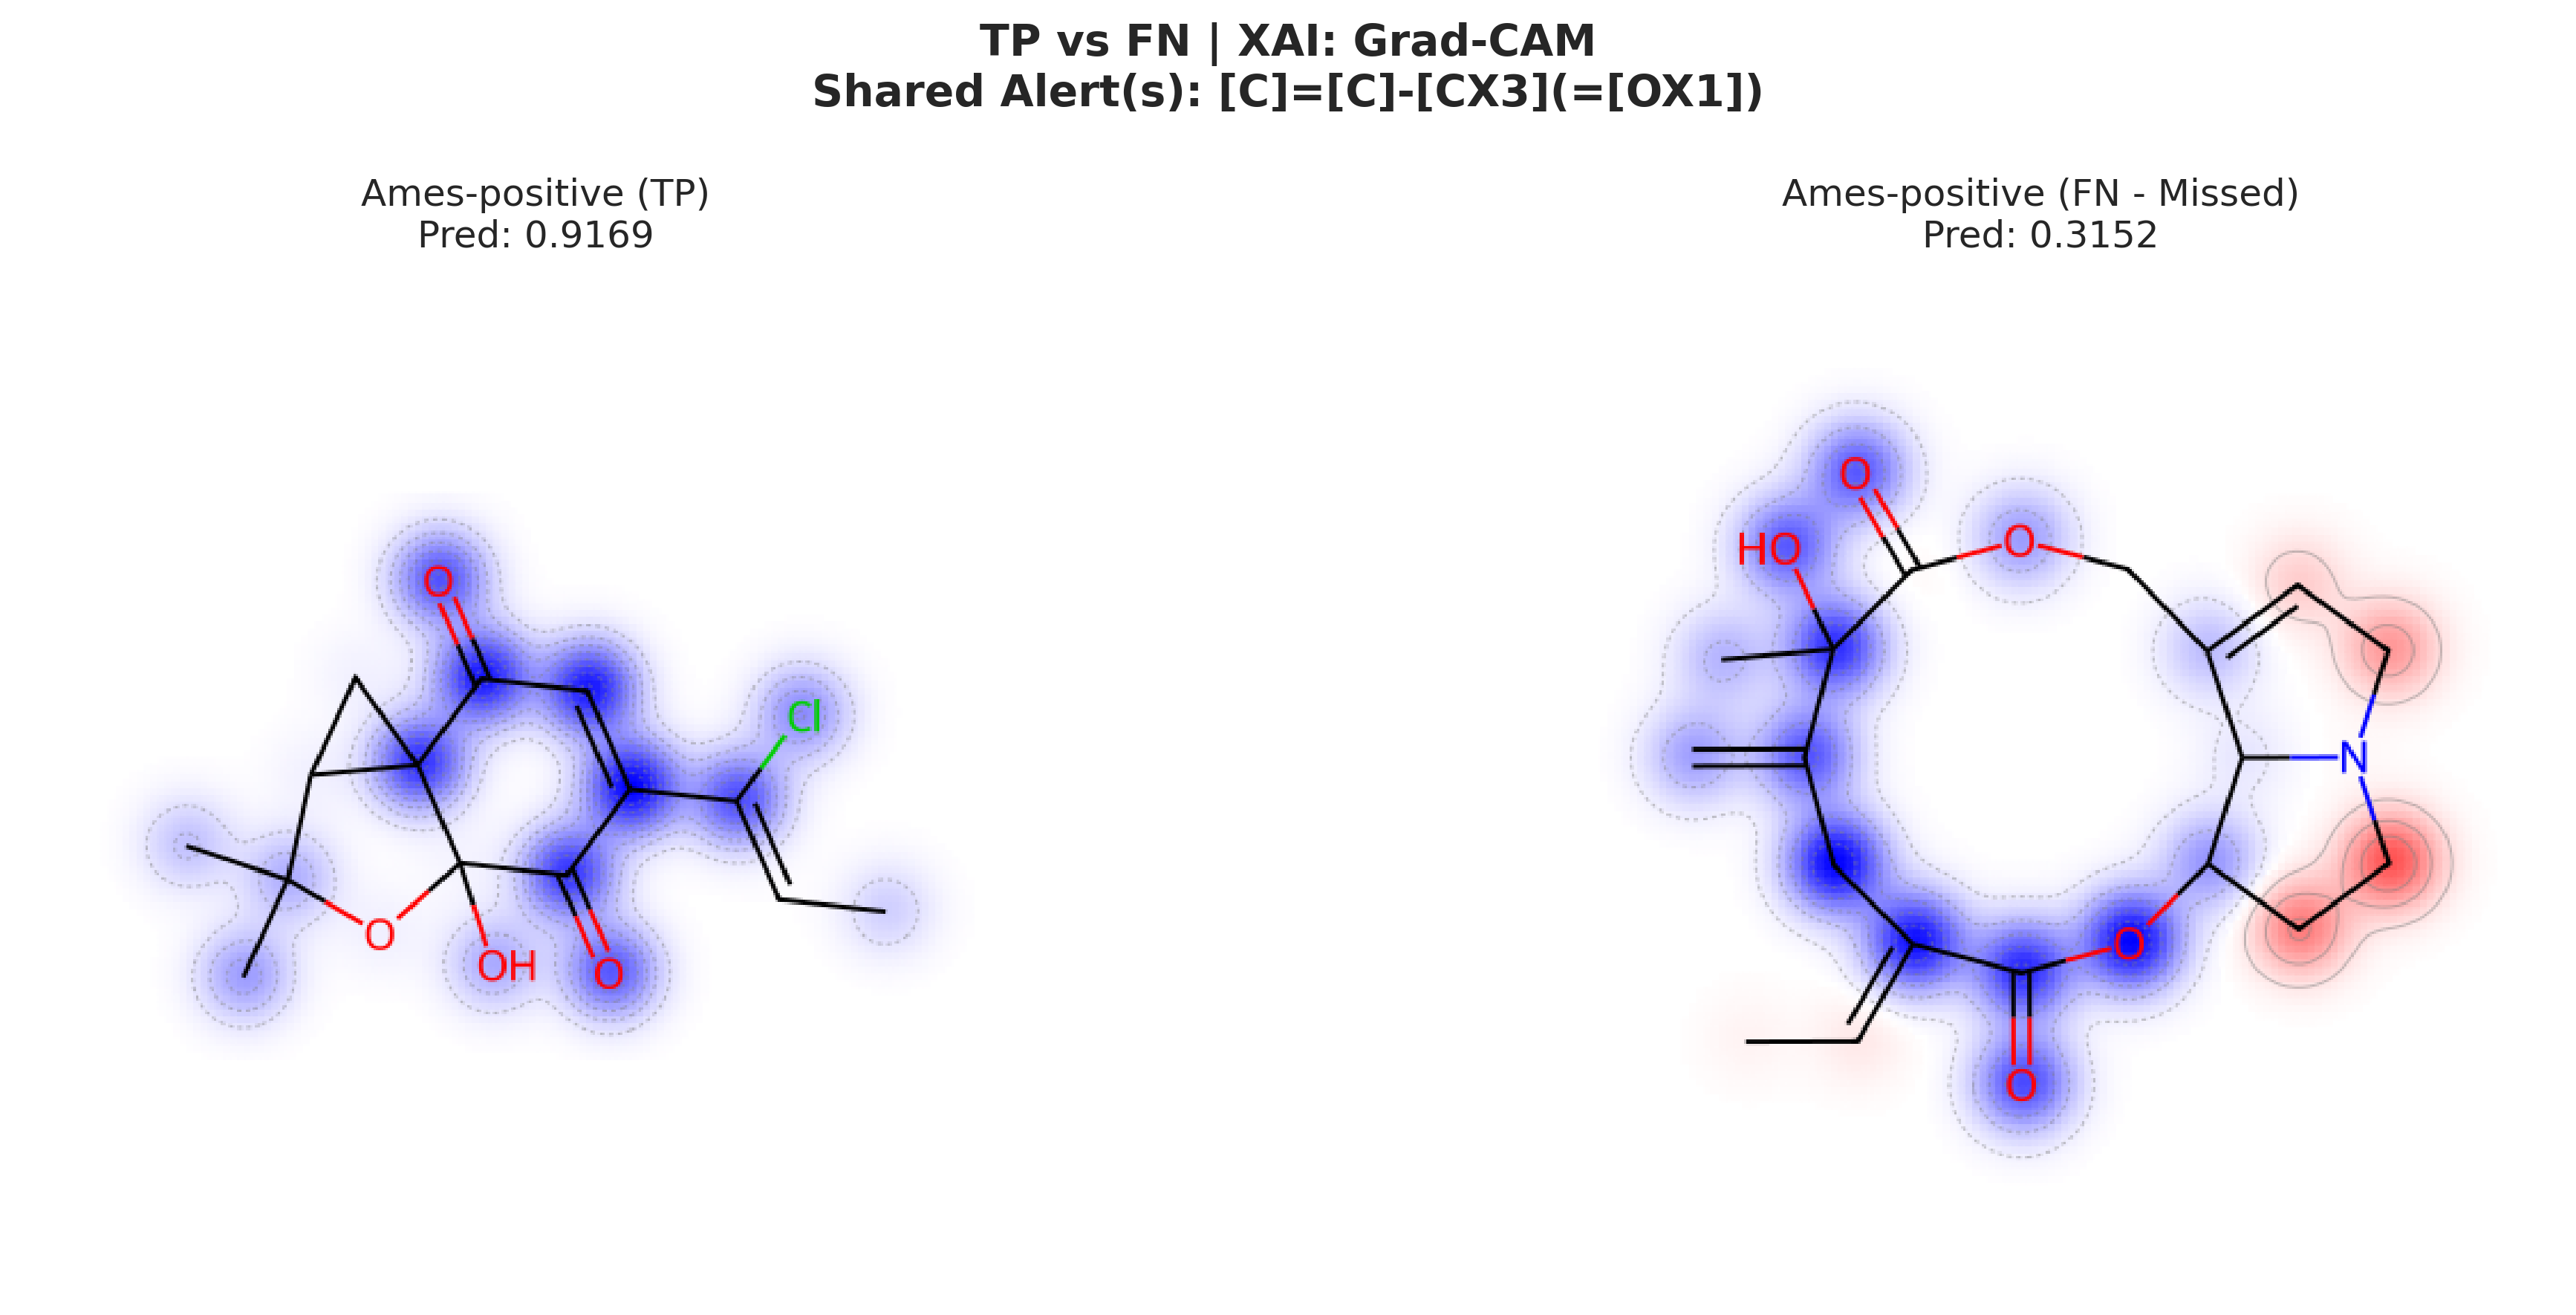 TP vs FN | XAI: Grad-CAM
Shared Alert(s): [C]=[C]-[CX3](=[OX1])
Ames-positive (TP)
Pred: 0.9169
Ames-positive (FN - Missed)
Pred: 0.3152
O
Cl
O
OH
O
O
HO
O
N
O
O